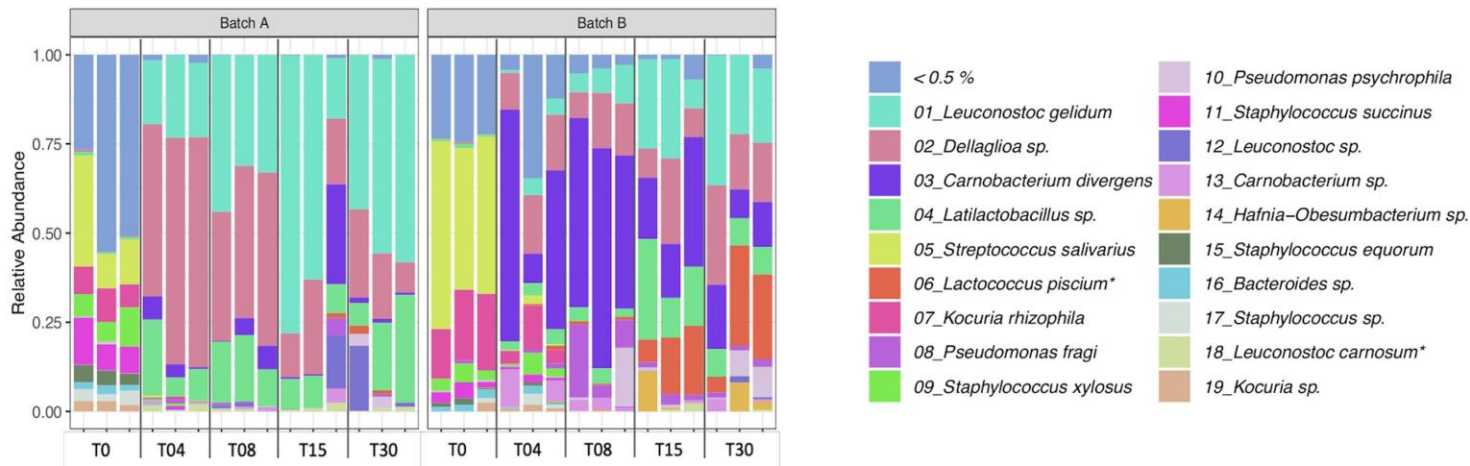 Batch A
Batch B
Relative Abundance
1.00
0.75
0.50
0.25
0.00
T0 T04 T08 T15 T30
T0 T04 T08 T15 T30
< 0.5 %
01_Leuconostoc gelidum
02_Dellaglioa sp.
03_Carnobacterium divergens
04_Latilactobacillus sp.
05_Streptococcus salivarius
06_Lactococcus piscium*
07_Kocuria rhizophila
08_Pseudomonas fragi
09_Staphylococcus xylosus
10_Pseudomonas psychrophila
11_Staphylococcus succinus
12_Leuconostoc sp.
13_Carnobacterium sp.
14_Hafnia−Obesumbacterium sp.
15_Staphylococcus equorum
16_Bacteroides sp.
17_Staphylococcus sp.
18_Leuconostoc carnosum*
19_Kocuria sp.